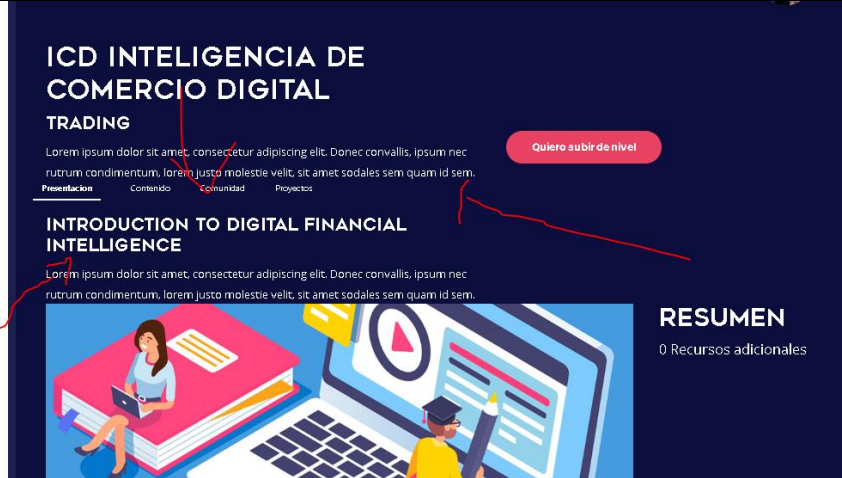 ICD INTELIGENCIA DE
COMERCIO DIGITAL
TRADING
Lorem ipsum dolor sit amet, consectetur adipiscing elit. Donec convallis, ipsum nec
rutrum condimentum, lorem justo molestie velit, sit amet sodales sem quam id sem.
Quiero subir de nivel
Presentacion Contenido Comunidad Proyectos
INTRODUCTION TO DIGITAL FINANCIAL
INTELLIGENCE
Lorem ipsum dolor sit amet, consectetur adipiscing elit. Donec convallis, ipsum nec
rutrum condimentum, lorem justo molestie velit, sit amet sodales sem quam id sem.
RESUMEN
0 Recursos adicionales